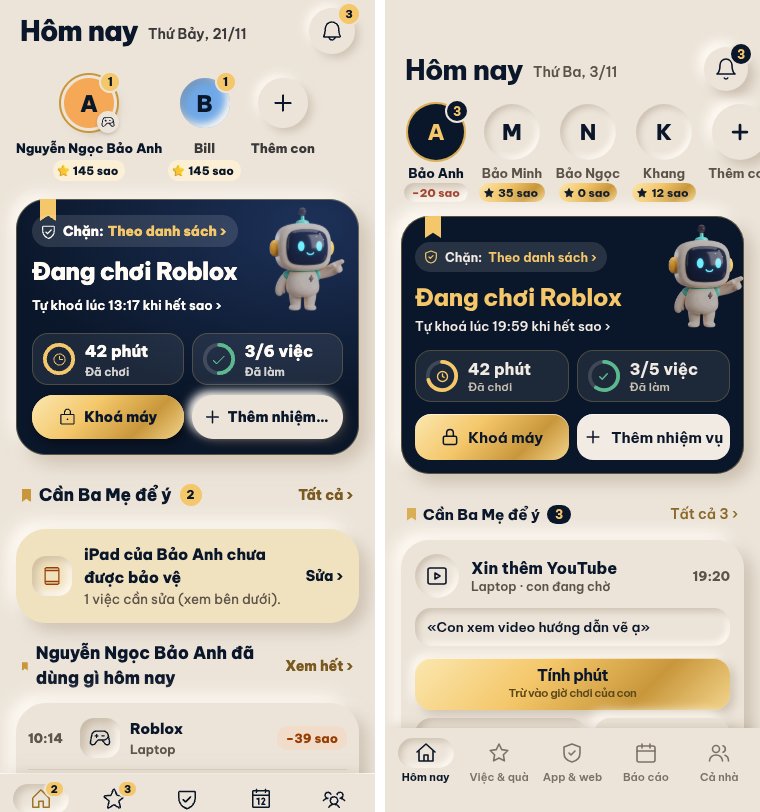 Hôm nay Thứ Bảy, 21/11
3
A
1
B
1
Nguyễn Ngọc Bảo Anh
Bill
Thêm con
145 sao
145 sao
Chặn: Theo danh sách ›
Đang chơi Roblox
Tự khoá lúc 13:17 khi hết sao ›
42 phút
Đã chơi
3/6 việc
Đã làm
Khoá máy
Thêm nhiệm...
Cần Ba Mẹ để ý 2
Tất cả ›
iPad của Bảo Anh chưa
được bảo vệ
1 việc cần sửa (xem bên dưới).
Sửa ›
Nguyễn Ngọc Bảo Anh đã
dùng gì hôm nay
Xem hết ›
10:14
Roblox
Laptop
-39 sao
2
3
12
Hôm nay Thứ Ba, 3/11
3
A
3
M
N
K
Bảo Anh
Bảo Minh
Bảo Ngọc
Khang
Thêm co
-20 sao
35 sao
0 sao
12 sao
Chặn: Theo danh sách ›
Đang chơi Roblox
Tự khoá lúc 19:59 khi hết sao ›
42 phút
Đã chơi
3/5 việc
Đã làm
Khoá máy
Thêm nhiệm vụ
Cần Ba Mẹ để ý 3
Tất cả 3 ›
Xin thêm YouTube
Laptop · con đang chờ
19:20
«Con xem video hướng dẫn vẽ ạ»
Tính phút
Trừ vào giờ chơi của con
Hôm nay
Việc & quà
App & web
Báo cáo
Cả nhà